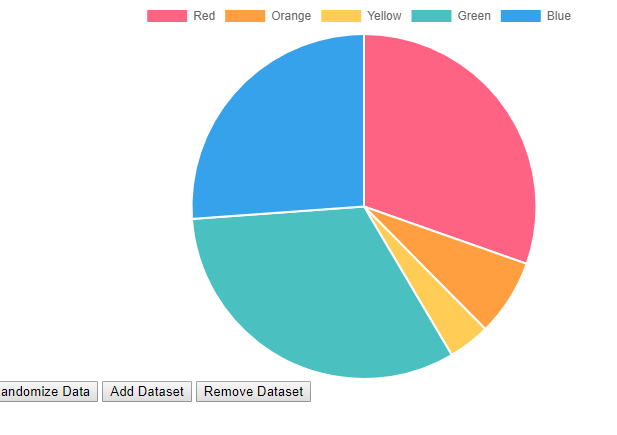 Red Orange Yellow Green Blue
andomize Data Add Dataset Remove Dataset